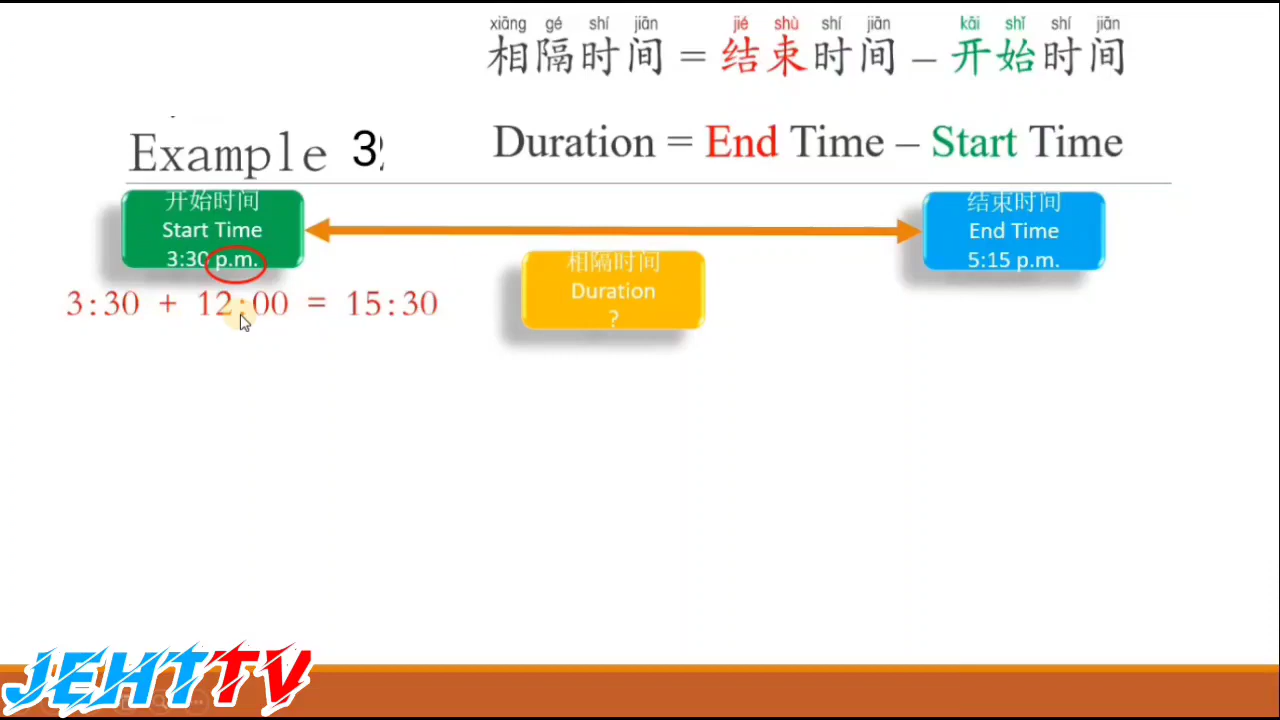 xiāng gé shí jiān jié shù shí jiān kāi shǐ shí jiān
相隔时间 = 结束时间 – 开始时间
Example 3
Duration = End Time – Start Time
开始时间
Start Time
3:30 p.m.
结束时间
End Time
5:15 p.m.
相隔时间
Duration
?
3:30 + 12:00 = 15:30
JEHTTV